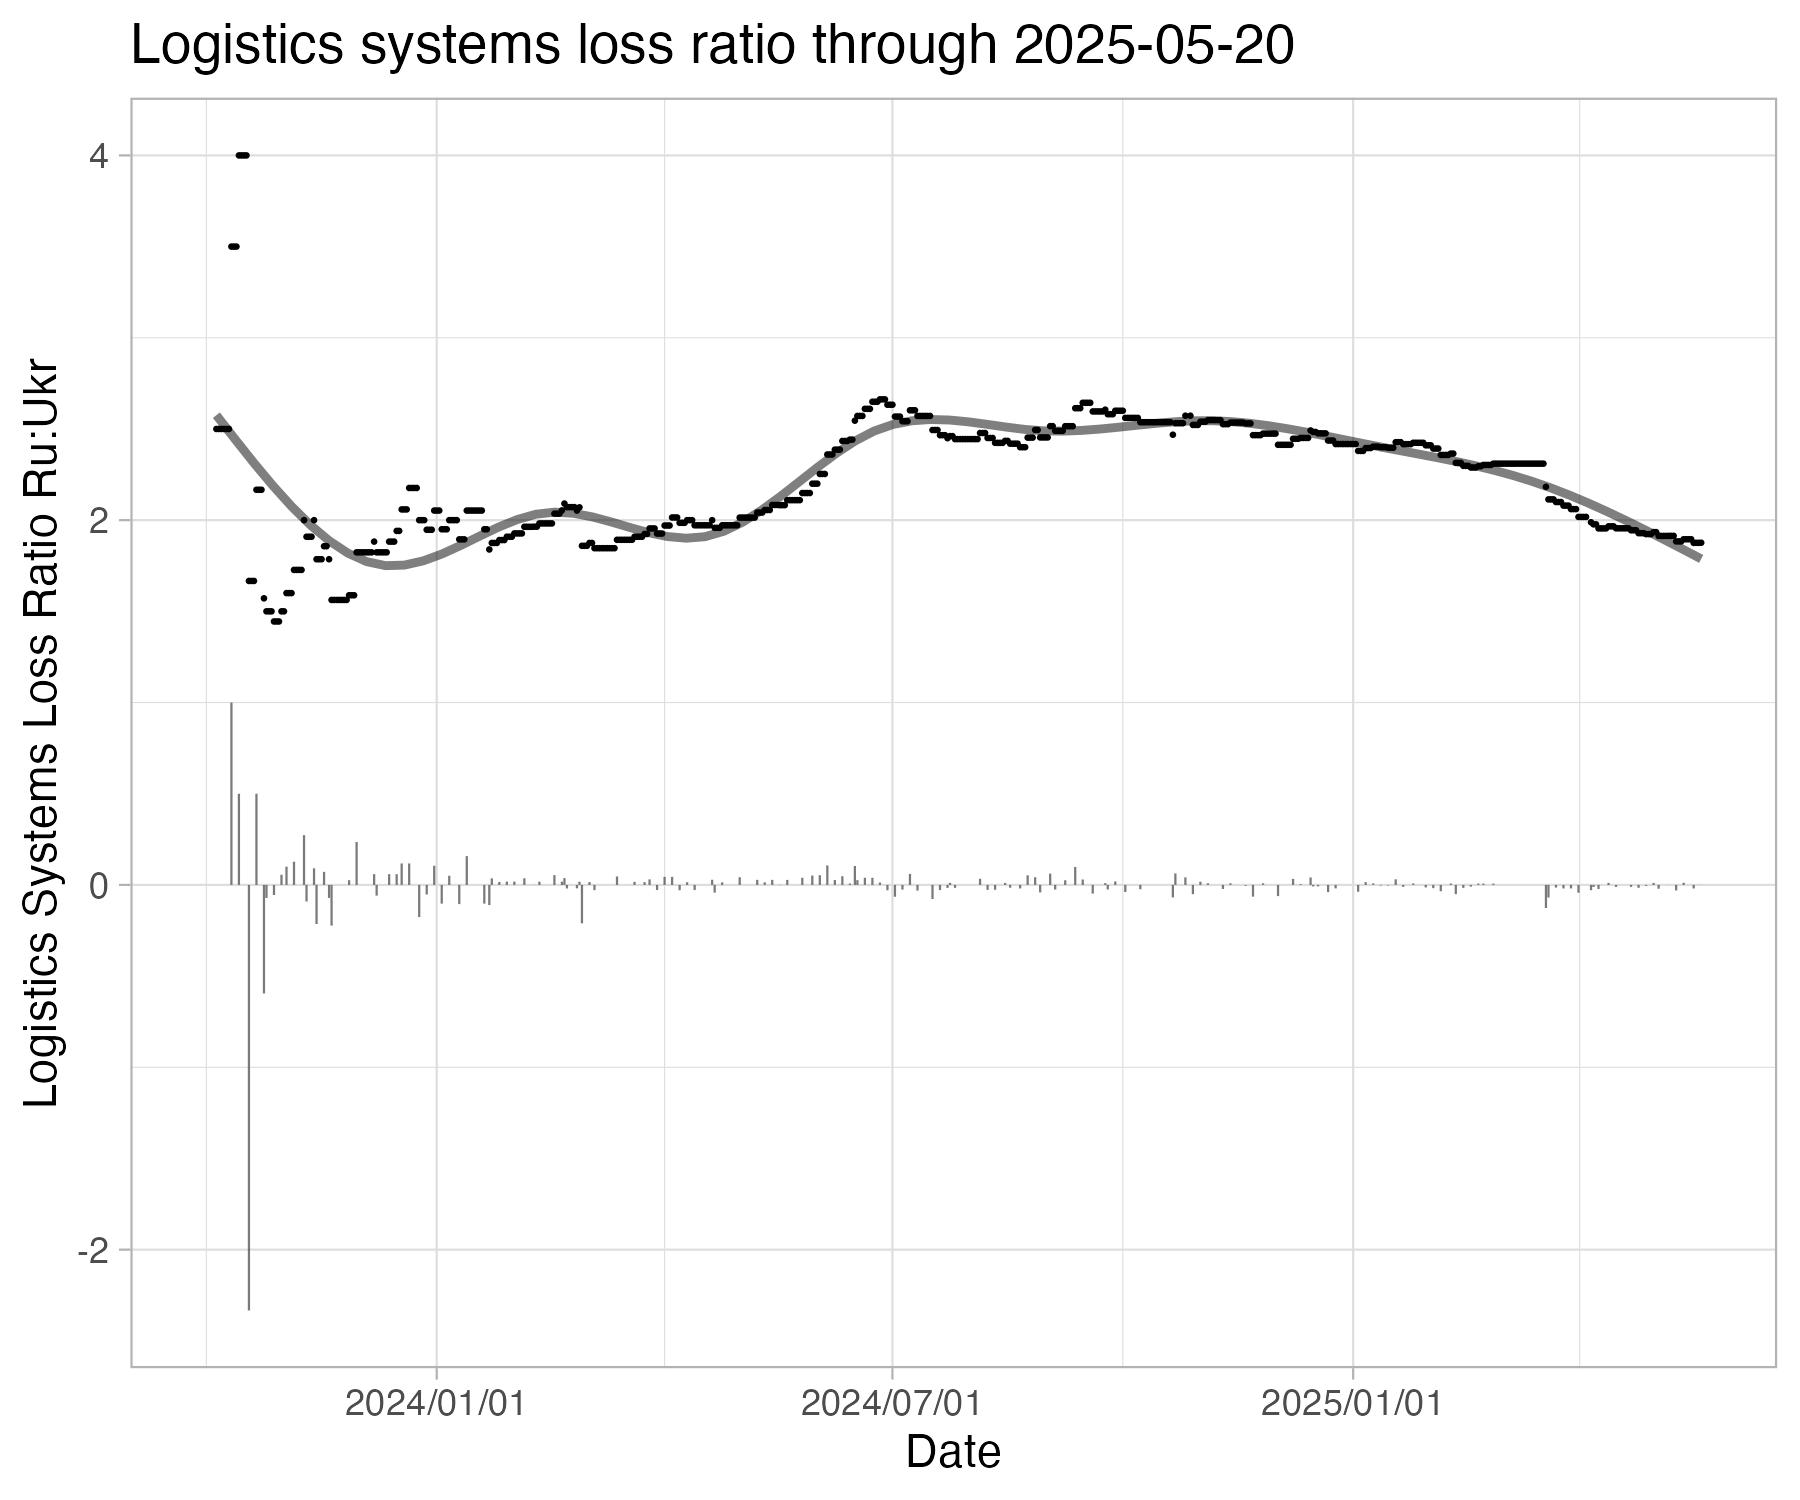 Logistics systems loss ratio through 2025-05-20
Logistics Systems Loss Ratio Ru:Ukr
4
2
0
-2
2024/01/01
2024/07/01
2025/01/01
Date